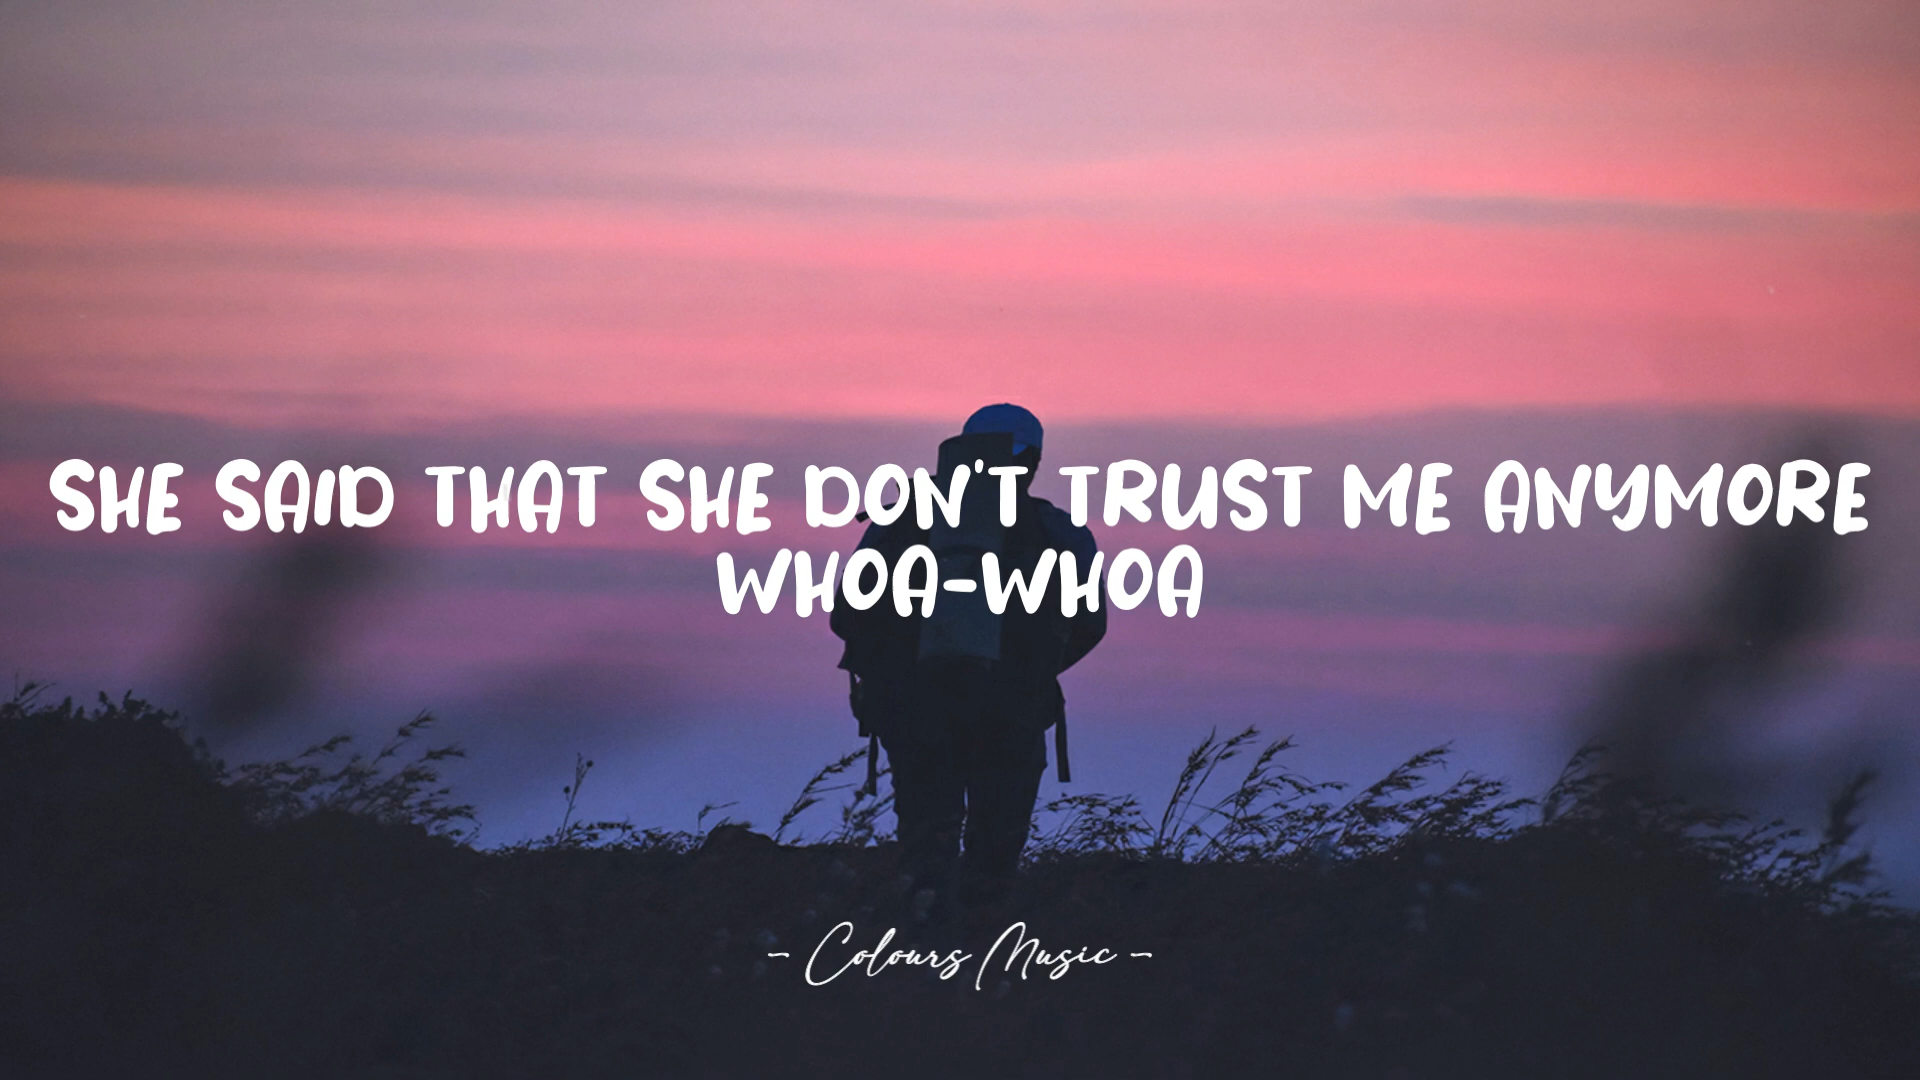 SHE SAID THAT SHE DON'T TRUST ME ANYMORE
WHOA-WHOA
- Colours Music -